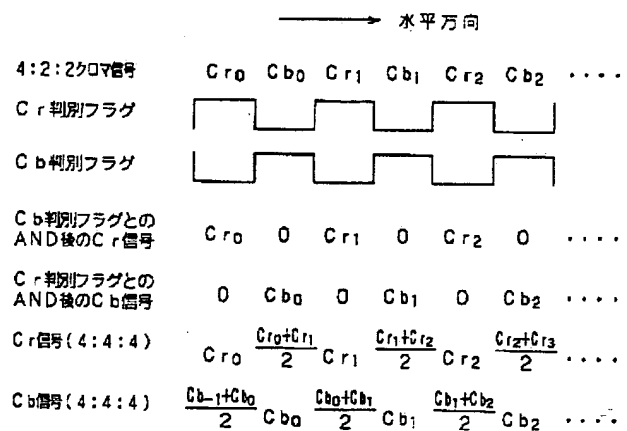 → 水平方向
4:2:2クロマ信号 Cr0 Cb0 Cr1 Cb1 Cr2 Cb2 ····
Cr判別フラグ
Cb判別フラグ
Cb判別フラグとの
AND後のCr信号 Cr0 0 Cr1 0 Cr2 0 ····
Cr判別フラグとの
AND後のCb信号 0 Cb0 0 Cb1 0 Cb2 ····
Cr信号(4:4:4) Cr0 (Cr0+Cr1)/2 Cr1 (Cr1+Cr2)/2 Cr2 (Cr2+Cr3)/2 ····
Cb信号(4:4:4) (Cb-1+Cb0)/2 Cb0 (Cb0+Cb1)/2 Cb1 (Cb1+Cb2)/2 Cb2 ····